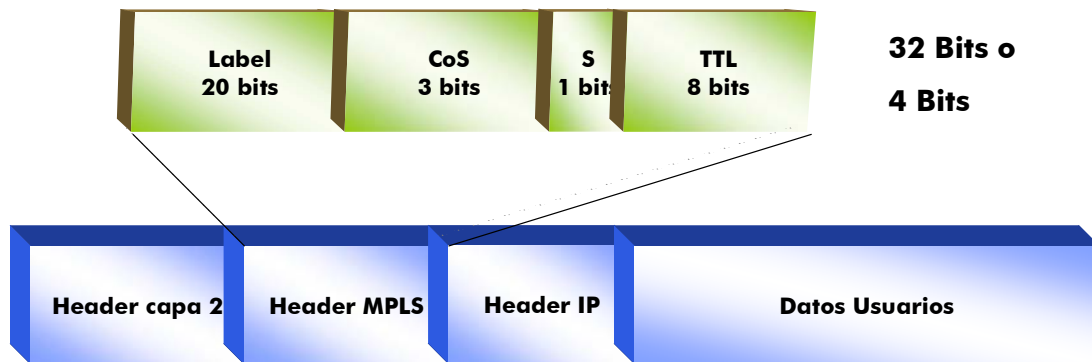 Label
20 bits
CoS
3 bits
S
1 bits
TTL
8 bits
32 Bits o
4 Bits
Header capa 2
Header MPLS
Header IP
Datos Usuarios